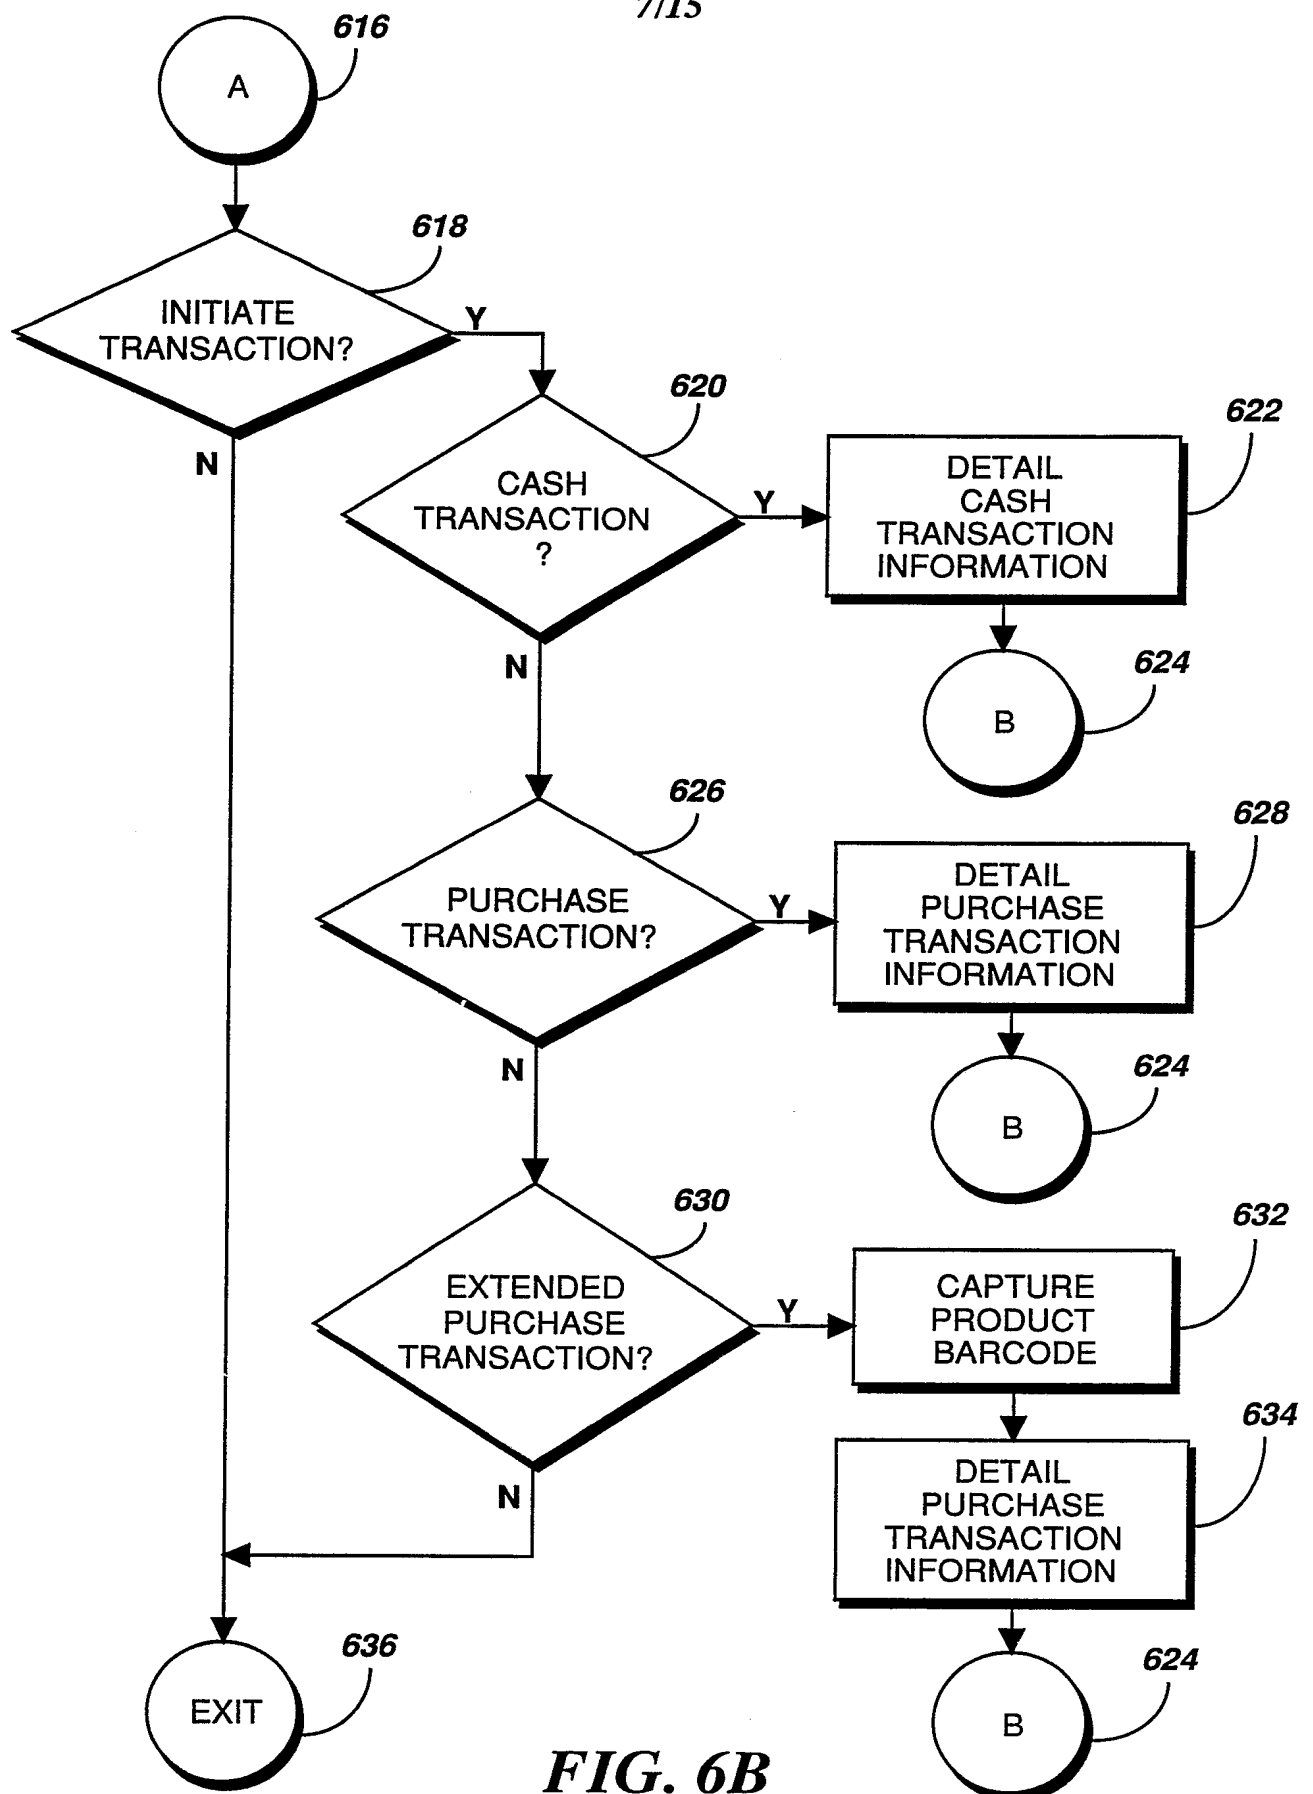 7/15
616
A
618
INITIATE
TRANSACTION?
Y
N
620
CASH
TRANSACTION
?
Y
N
622
DETAIL
CASH
TRANSACTION
INFORMATION
624
B
626
PURCHASE
TRANSACTION?
Y
N
628
DETAIL
PURCHASE
TRANSACTION
INFORMATION
624
B
630
EXTENDED
PURCHASE
TRANSACTION?
Y
N
632
CAPTURE
PRODUCT
BARCODE
634
DETAIL
PURCHASE
TRANSACTION
INFORMATION
624
B
636
EXIT
FIG. 6B